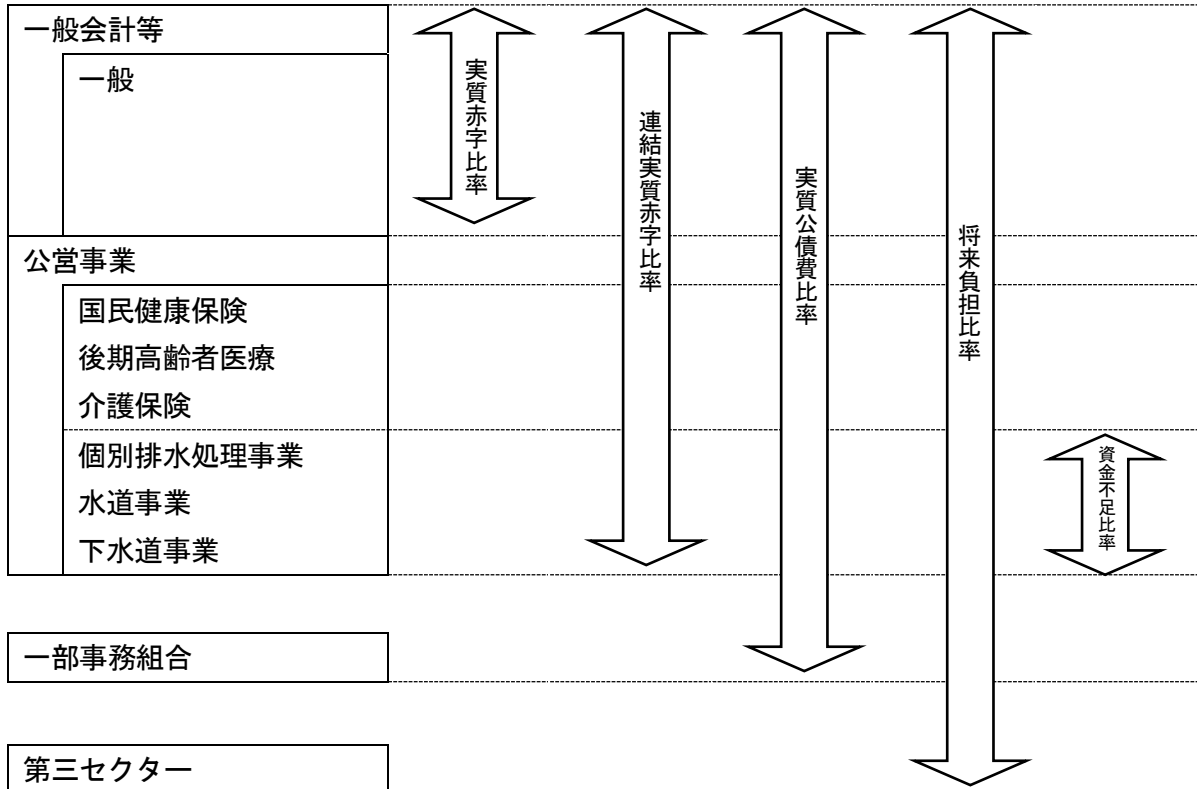 一般会計等
一般
公営事業
国民健康保険
後期高齢者医療
介護保険
個別排水処理事業
水道事業
下水道事業
一部事務組合
第三セクター
実質赤字比率
連結実質赤字比率
実質公債費比率
将来負担比率
資金不足比率